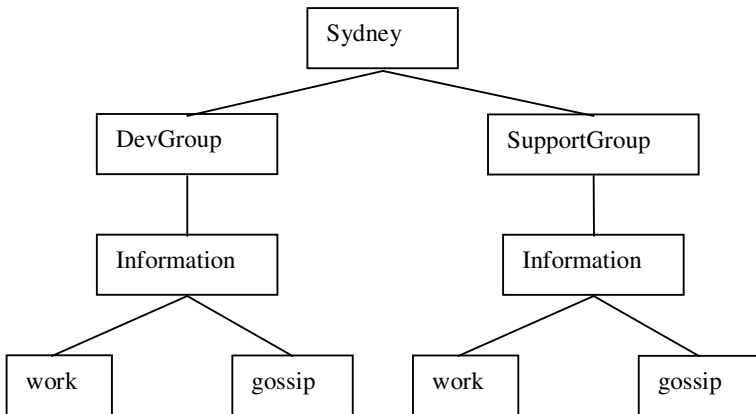 Sydney
DevGroup
SupportGroup
Information
Information
work
gossip
work
gossip